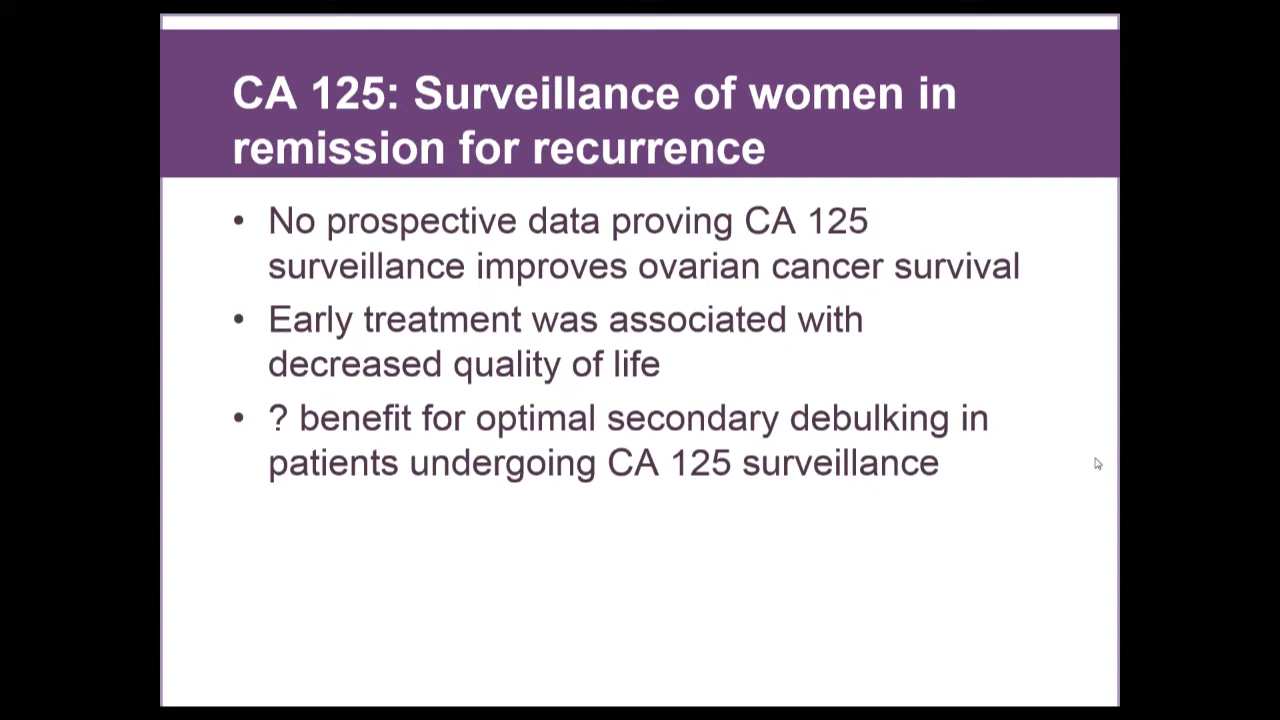 CA 125: Surveillance of women in
remission for recurrence
• No prospective data proving CA 125
surveillance improves ovarian cancer survival
• Early treatment was associated with
decreased quality of life
• ? benefit for optimal secondary debulking in
patients undergoing CA 125 surveillance